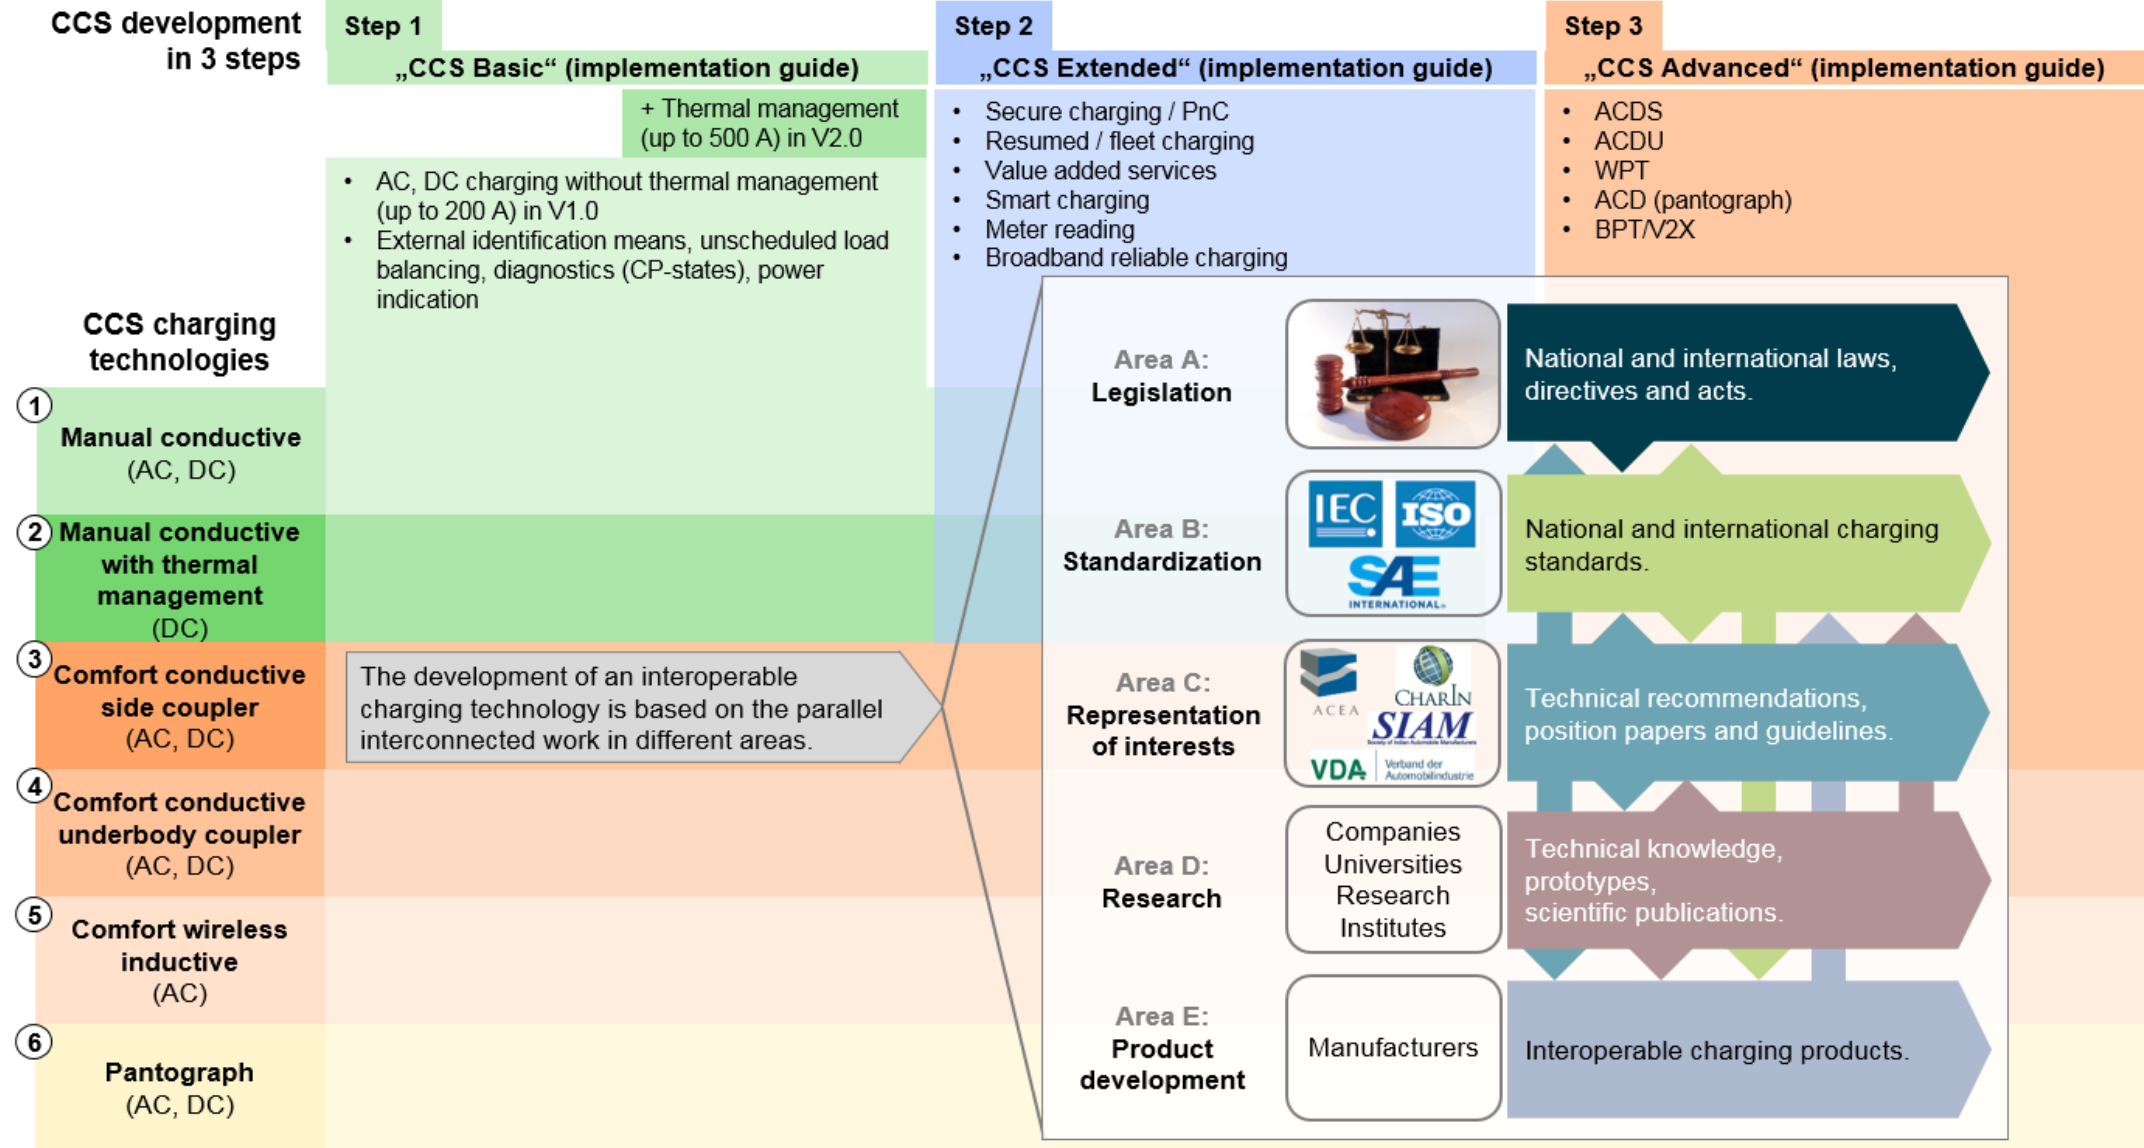 CCS development
in 3 steps
Step 1
„CCS Basic“ (implementation guide)
+ Thermal management
(up to 500 A) in V2.0
• AC, DC charging without thermal management
(up to 200 A) in V1.0
• External identification means, unscheduled load
balancing, diagnostics (CP-states), power
indication
Step 2
„CCS Extended“ (implementation guide)
• Secure charging / PnC
• Resumed / fleet charging
• Value added services
• Smart charging
• Meter reading
• Broadband reliable charging
Step 3
„CCS Advanced“ (implementation guide)
• ACDS
• ACDU
• WPT
• ACD (pantograph)
• BPT/V2X
CCS charging
technologies
1
Manual conductive
(AC, DC)
2
Manual conductive
with thermal
management
(DC)
3
Comfort conductive
side coupler
(AC, DC)
4
Comfort conductive
underbody coupler
(AC, DC)
5
Comfort wireless
inductive
(AC)
6
Pantograph
(AC, DC)
The development of an interoperable
charging technology is based on the parallel
interconnected work in different areas.
Area A:
Legislation
National and international laws,
directives and acts.
Area B:
Standardization
IEC
ISO
SAE
INTERNATIONAL®
National and international charging
standards.
Area C:
Representation
of interests
ACEA
CHARIN
SIAM
Society of Indian Automobile Manufacturers
VDA
Verband der
Automobilindustrie
Technical recommendations,
position papers and guidelines.
Area D:
Research
Companies
Universities
Research
Institutes
Technical knowledge,
prototypes,
scientific publications.
Area E:
Product
development
Manufacturers
Interoperable charging products.